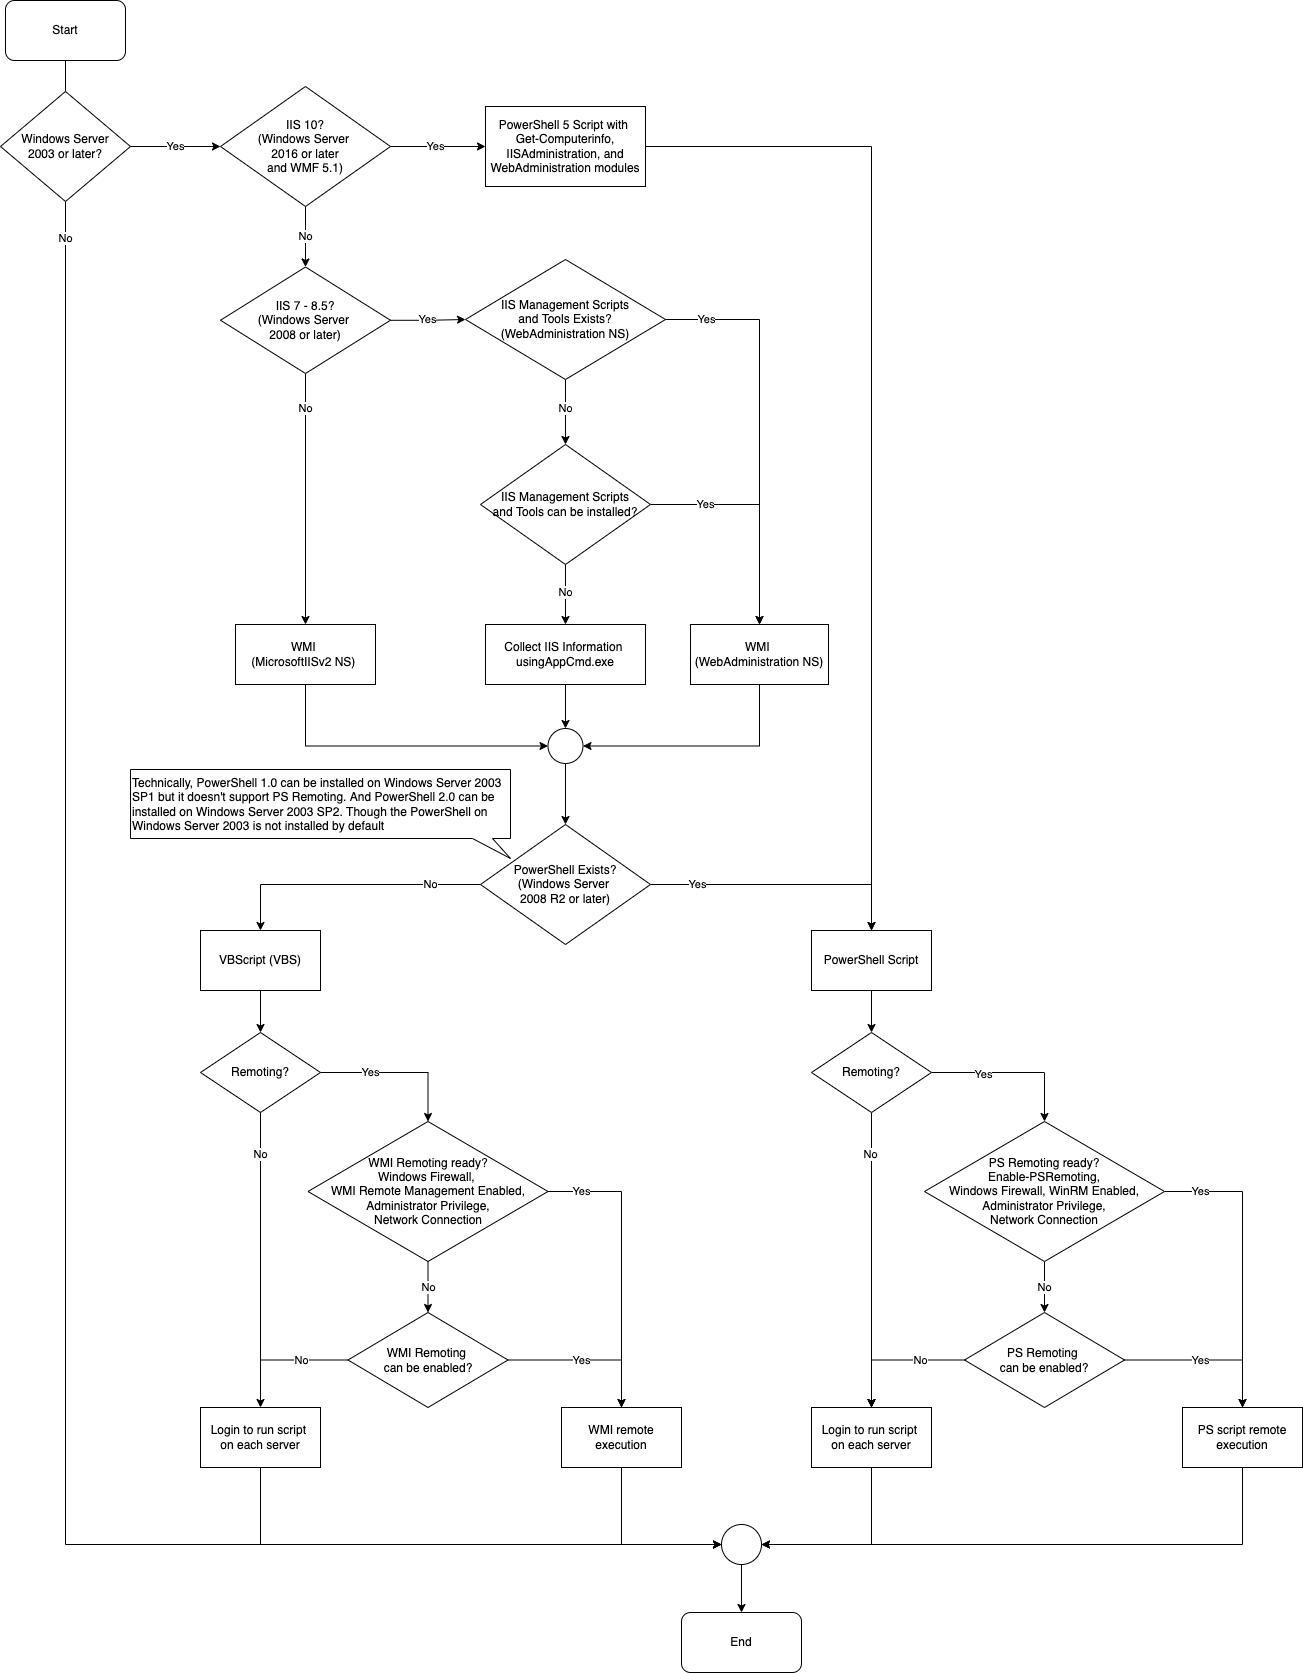 Start
Windows Server
2003 or later?
Yes
IIS 10?
(Windows Server
2016 or later
and WMF 5.1)
Yes
PowerShell 5 Script with
Get-Computerinfo,
IISAdministration, and
WebAdministration modules
No
No
IIS 7 - 8.5?
(Windows Server
2008 or later)
Yes
IIS Management Scripts
and Tools Exists?
(WebAdministration NS)
Yes
No
No
IIS Management Scripts
and Tools can be installed?
Yes
No
WMI
(MicrosoftIISv2 NS)
Collect IIS Information
usingAppCmd.exe
WMI
(WebAdministration NS)
Technically, PowerShell 1.0 can be installed on Windows Server 2003
SP1 but it doesn't support PS Remoting. And PowerShell 2.0 can be
installed on Windows Server 2003 SP2. Though the PowerShell on
Windows Server 2003 is not installed by default
PowerShell Exists?
(Windows Server
2008 R2 or later)
No
Yes
VBScript (VBS)
PowerShell Script
Remoting?
Yes
Remoting?
Yes
No
No
WMI Remoting ready?
Windows Firewall,
WMI Remote Management Enabled,
Administrator Privilege,
Network Connection
Yes
PS Remoting ready?
Enable-PSRemoting,
Windows Firewall, WinRM Enabled,
Administrator Privilege,
Network Connection
Yes
No
No
No
WMI Remoting
can be enabled?
Yes
No
PS Remoting
can be enabled?
Yes
Login to run script
on each server
WMI remote
execution
Login to run script
on each server
PS script remote
execution
End